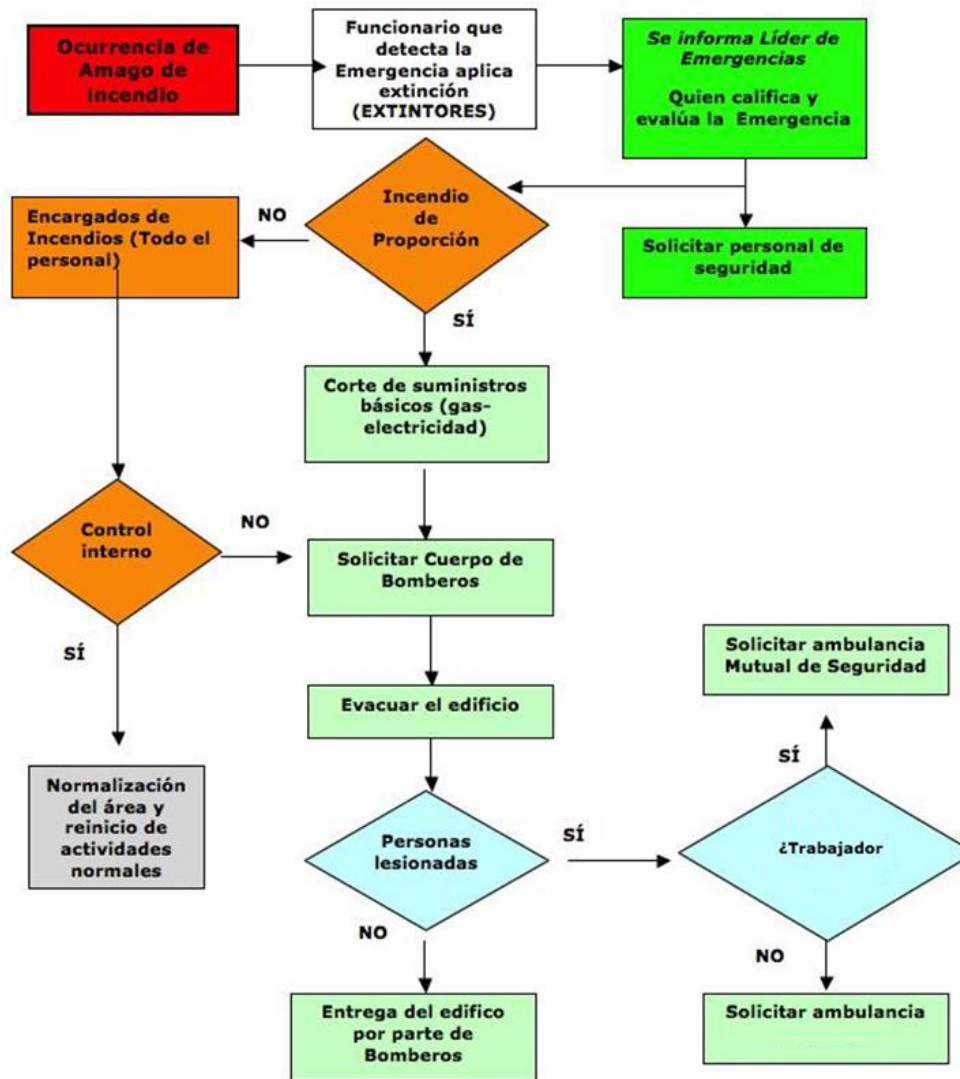 Ocurrencia de
Amago de
incendio
Funcionario que
detecta la
Emergencia aplica
extinción
(EXTINTORES)
Se informa Líder de
Emergencias
Quien califica y
evalúa la Emergencia
Incendio
de
Proporción
NO
Encargados de
Incendios (Todo el
personal)
Solicitar personal de
seguridad
SÍ
Corte de suministros
básicos (gas-
electricidad)
Control
interno
NO
Solicitar Cuerpo de
Bomberos
SÍ
Evacuar el edificio
Solicitar ambulancia
Mutual de Seguridad
Normalización
del área y
reinicio de
actividades
normales
Personas
lesionadas
SÍ
SÍ
¿Trabajador
NO
NO
Entrega del edifico
por parte de
Bomberos
Solicitar ambulancia